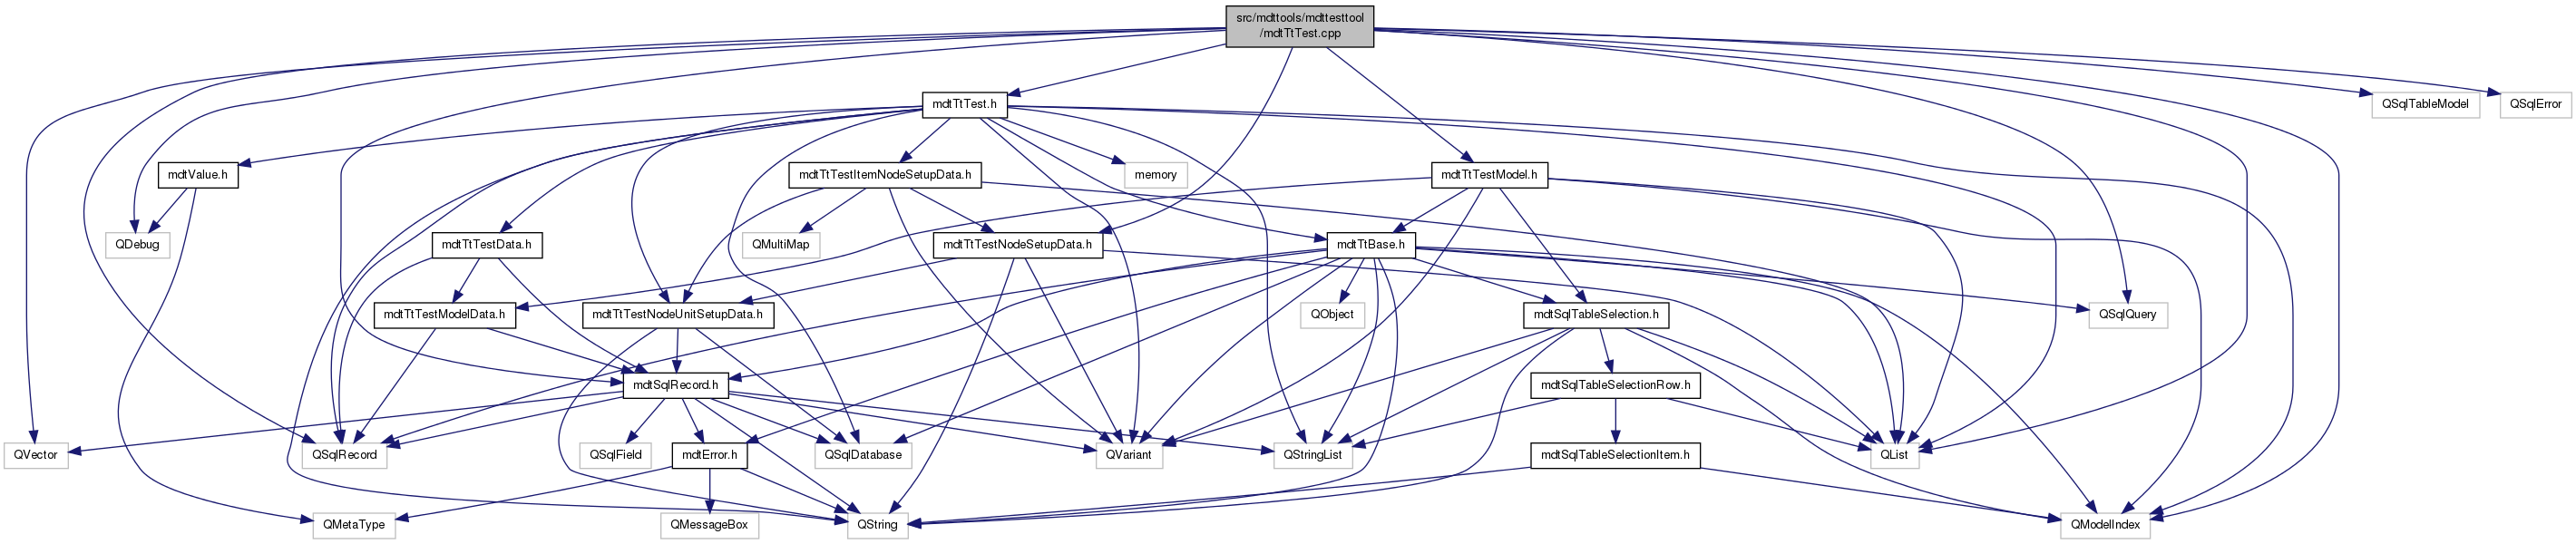 src/mdttools/mdttesttool
/mdtTtTest.cpp
mdtTtTest.h
QSqlTableModel
QSqlError
mdtValue.h
mdtTtTestItemNodeSetupData.h
memory
mdtTtTestModel.h
QDebug
mdtTtTestData.h
QMultiMap
mdtTtTestNodeSetupData.h
mdtTtBase.h
mdtTtTestModelData.h
mdtTtTestNodeUnitSetupData.h
QObject
mdtSqlTableSelection.h
QSqlQuery
mdtSqlRecord.h
mdtSqlTableSelectionRow.h
QVector
QSqlRecord
QSqlField
mdtError.h
QSqlDatabase
QVariant
QStringList
mdtSqlTableSelectionItem.h
QList
QMetaType
QMessageBox
QString
QModelIndex